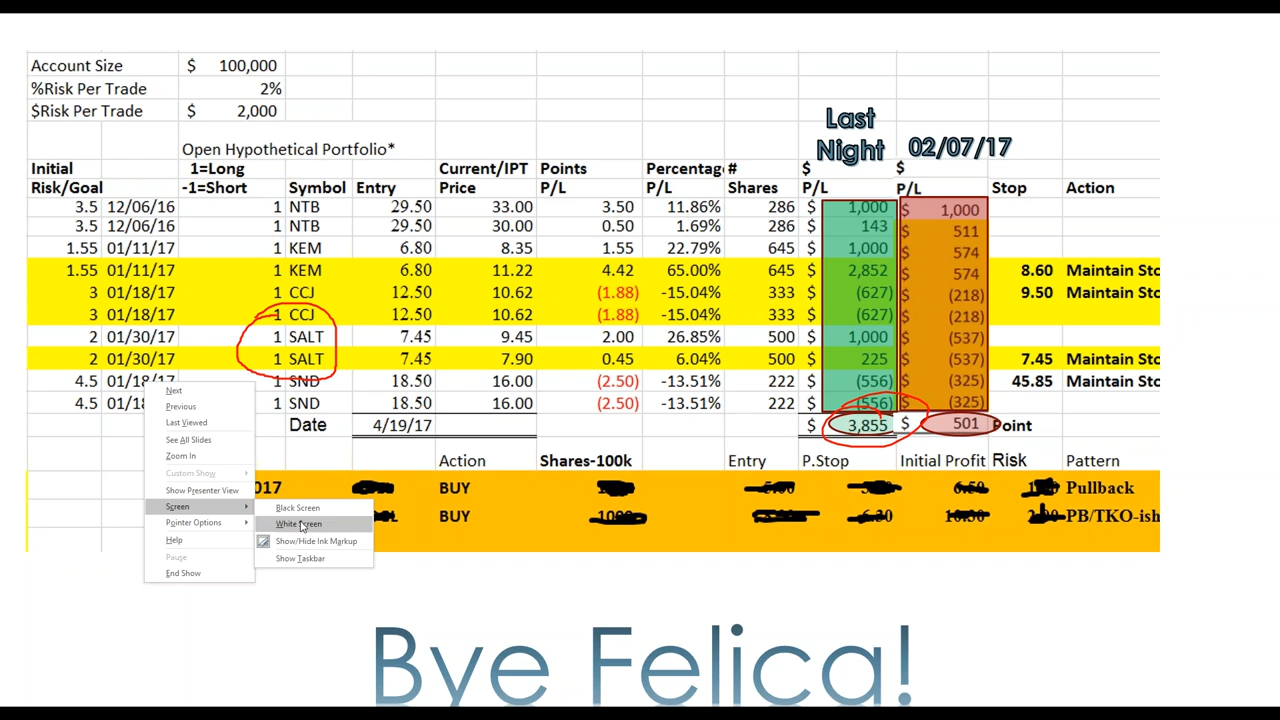 Account Size $ 100,000
%Risk Per Trade 2%
$Risk Per Trade $ 2,000
Last
Night 02/07/17
Open Hypothetical Portfolio*
Initial 1=Long Current/IPT Points Percentag # $ $
Risk/Goal -1=Short Symbol Entry Price P/L P/L Shares P/L P/L Stop Action
3.5 12/06/16 1 NTB 29.50 33.00 3.50 11.86% 286 $ 1,000 $ 1,000
3.5 12/06/16 1 NTB 29.50 30.00 0.50 1.69% 286 $ 143 $ 511
1.55 01/11/17 1 KEM 6.80 8.35 1.55 22.79% 645 $ 1,000 $ 574
1.55 01/11/17 1 KEM 6.80 11.22 4.42 65.00% 645 $ 2,852 $ 574 8.60 Maintain Sto
3 01/18/17 1 CCJ 12.50 10.62 (1.88) -15.04% 333 $ (627) $ (218) 9.50 Maintain Sto
3 01/18/17 1 CCJ 12.50 10.62 (1.88) -15.04% 333 $ (627) $ (218)
2 01/30/17 1 SALT 7.45 9.45 2.00 26.85% 500 $ 1,000 $ (537)
2 01/30/17 1 SALT 7.45 7.90 0.45 6.04% 500 $ 225 $ (537) 7.45 Maintain Sto
4.5 01/18/17 1 SND 18.50 16.00 (2.50) -13.51% 222 $ (556) $ (325) 45.85 Maintain Sto
4.5 01/18 1 SND 18.50 16.00 (2.50) -13.51% 222 $ (556) $ (325)
Date 4/19/17 $ 3,855 $ 501 Point
Action Shares-100k Entry P.Stop Initial Profit Risk Pattern
017 BUY Pullback
BUY PB/TKO-ish
Next
Previous
Last Viewed
See All Slides
Zoom In
Custom Show
Show Presenter View
Screen
Pointer Options
Help
Pause
End Show
Black Screen
White Screen
Show/Hide Ink Markup
Show Taskbar
Bye Felica!